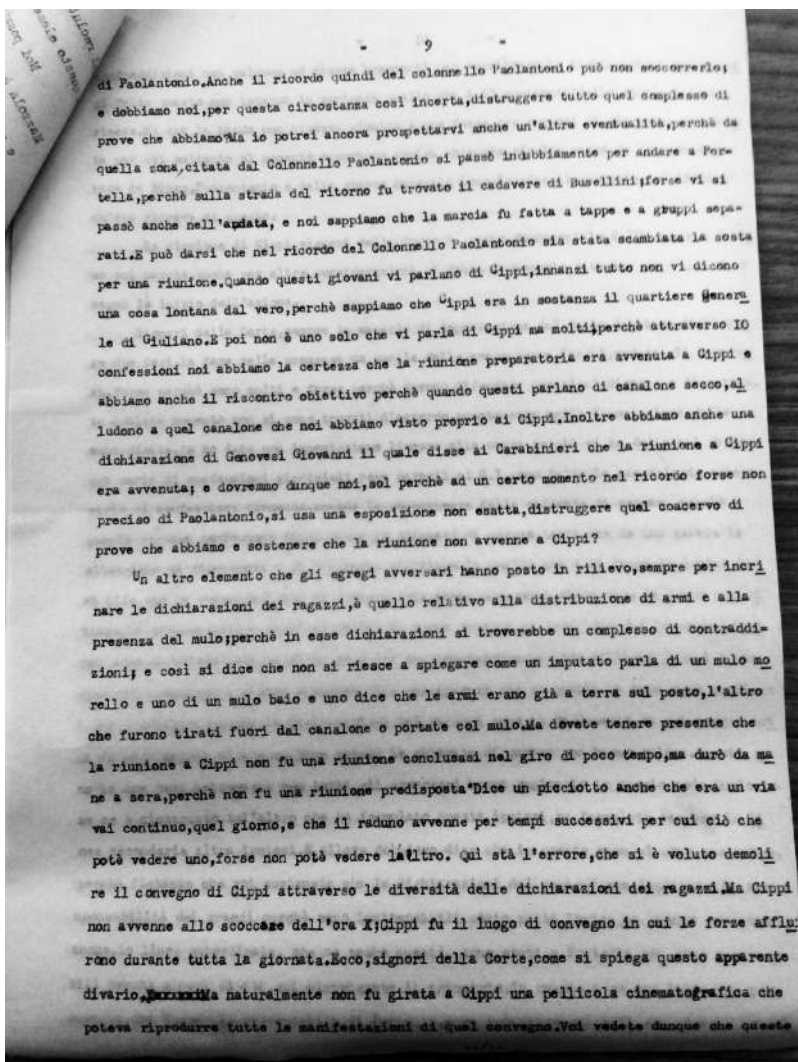 - 9 -
di Paolantonio.Anche il ricordo quindi del colonnello Paolantonio può non soccorrerlo;
e dobbiamo noi,per questa circostanza così incerta,distruggere tutto quel complesso di
prove che abbiamo?Ma io potrei ancora prospettarvi anche un'altra eventualità,perchè da
quella zona,citata dal Colonnello Paolantonio si passò indubbiamente per andare a Por=
tella,perchè sulla strada del ritorno fu trovato il cadavere di Busellini;forse vi si
passò anche nell'andata, e noi sappiamo che la marcia fu fatta a tappe e a gruppi sepa=
rati.E può darsi che nel ricordo del Colonnello Paolantonio sia stata scambiata la sosta
per una riunione.Quando questi giovani vi parlano di Cippi,innanzi tutto non vi dicono
una cosa lontana dal vero,perchè sappiamo che Cippi era in sostanza il quartiere genera
le di Giuliano.E poi non è uno solo che vi parla di Cippi ma molti;perchè attraverso IO
confessioni noi abbiamo la certezza che la riunione preparatoria era avvenuta a Cippi e
abbiamo anche il riscontro obiettivo perchè quando questi parlano di canalone secco,al
ludono a quel canalone che noi abbiamo visto proprio ai Cippi.Inoltre abbiamo anche una
dichiarazione di Genovesi Giovanni il quale disse ai Carabinieri che la riunione a Cippi
era avvenuta; e dovremmo dunque noi,sol perchè ad un certo momento nel ricordo forse non
preciso di Paolantonio,si usa una esposizione non esatta,distruggere quel coacervo di
prove che abbiamo e sostenere che la riunione non avvenne a Cippi?
Un altro elemento che gli egregi avversari hanno posto in rilievo,sempre per incri
nare le dichiarazioni dei ragazzi,è quello relativo alla distribuzione di armi e alla
presenza del mulo;perchè in esse dichiarazioni si troverebbe un complesso di contraddi=
zioni; e così si dice che non si riesce a spiegare come un imputato parla di un mulo mo
rello e uno di un mulo baio e uno dice che le armi erano già a terra sul posto,l'altro
che furono tirati fuori dal canalone o portate col mulo.Ma dovete tenere presente che
la riunione a Cippi non fu una riunione conclusasi nel giro di poco tempo,ma durò da ma
ne a sera,perchè non fu una riunione predisposta"Dice un picciotto anche che era un via
vai continuo,quel giorno,e che il raduno avvenne per tempi successivi per cui ciò che
potè vedere uno,forse non potè vedere laltro. Qui stà l'errore,che si è voluto demoli
re il convegno di Cippi attraverso le diversità delle dichiarazioni dei ragazzi.Ma Cippi
non avvenne allo scoccare dell'ora X;Cippi fu il luogo di convegno in cui le forze afflui
rono durante tutta la giornata.Ecco,signori della Corte,come si spiega questo apparente
divario.Ma naturalmente non fu girata a Cippi una pellicola cinematografica che
poteva riprodurre tutte le manifestazioni di quel convegno.Voi vedete dunque che queste